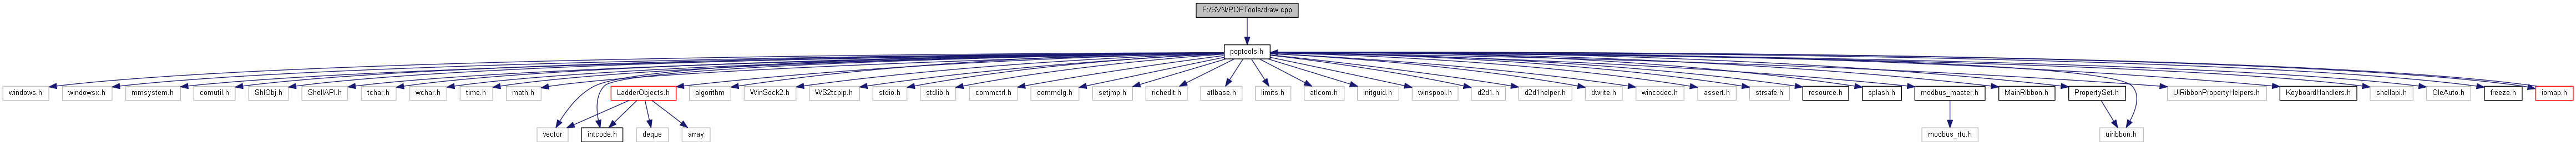 F:/SVN/POPTools/draw.cpp
poptools.h
windows.h
windowsx.h
mmsystem.h
comutil.h
ShlObj.h
ShellAPI.h
tchar.h
wchar.h
time.h
math.h
LadderObjects.h
algorithm
WinSock2.h
WS2tcpip.h
stdio.h
stdlib.h
commctrl.h
commdlg.h
setjmp.h
richedit.h
atlbase.h
limits.h
atlcom.h
initguid.h
winspool.h
d2d1.h
d2d1helper.h
dwrite.h
wincodec.h
assert.h
strsafe.h
resource.h
splash.h
modbus_master.h
MainRibbon.h
PropertySet.h
UIRibbonPropertyHelpers.h
KeyboardHandlers.h
shellapi.h
OleAuto.h
freeze.h
iomap.h
vector
intcode.h
deque
array
modbus_rtu.h
uiribbon.h